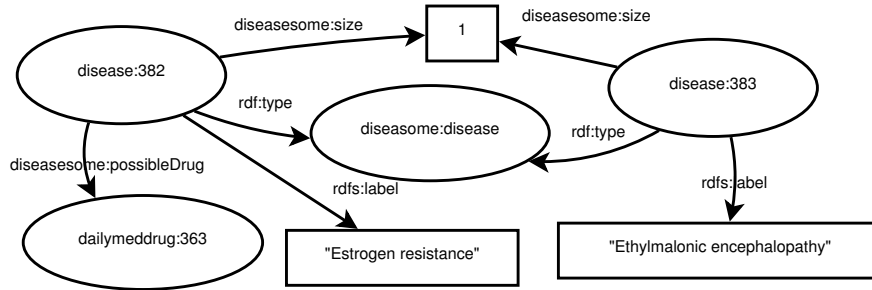 diseasesome:size
diseasesome:size
1
disease:382
disease:383
rdf:type
diseasome:disease
rdf:type
diseasesome:possibleDrug
rdfs:label
rdfs:label
dailymeddrug:363
"Estrogen resistance"
"Ethylmalonic encephalopathy"